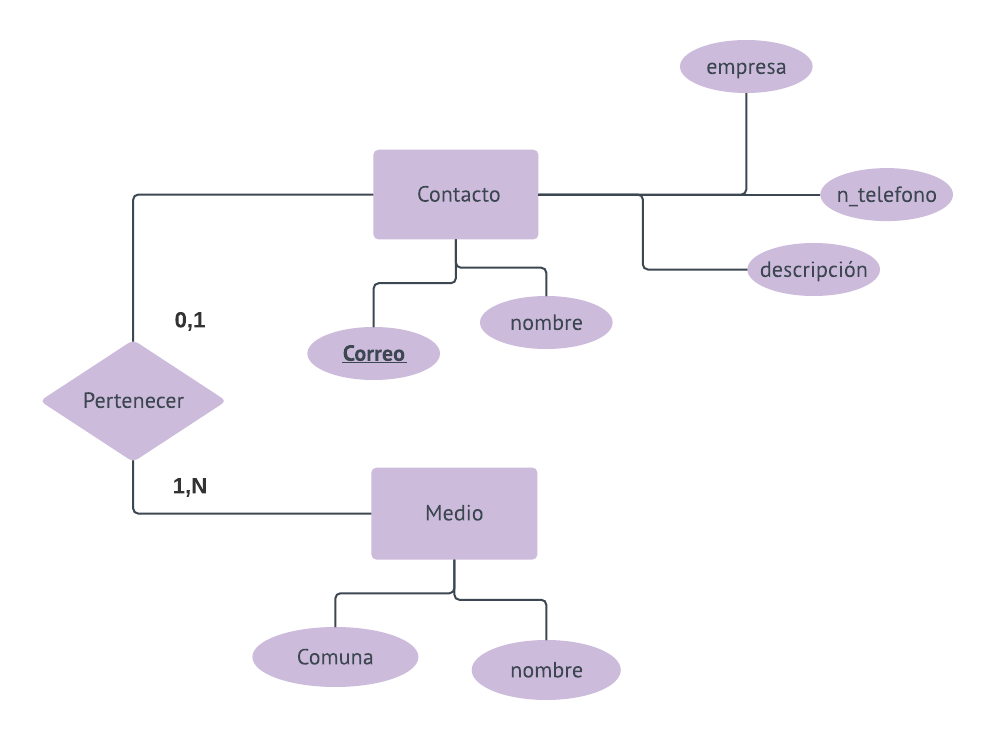 empresa
Contacto
n_telefono
descripción
0,1
nombre
Correo
Pertenecer
1,N
Medio
Comuna
nombre